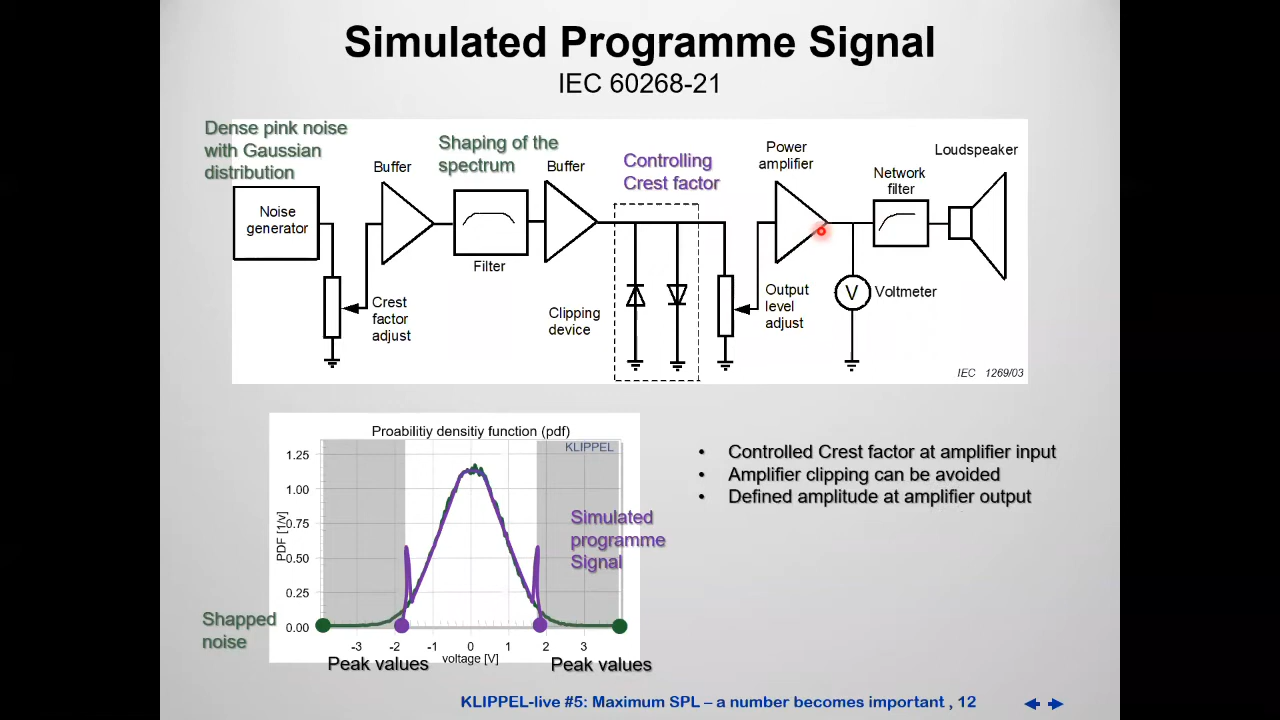 Simulated Programme Signal
IEC 60268-21
Dense pink noise
with Gaussian
distribution
Noise
generator
Crest
factor
adjust
Buffer
Shaping of the
spectrum
Filter
Buffer
Controlling
Crest factor
Clipping
device
Output
level
adjust
Power
amplifier
V
Voltmeter
Network
filter
Loudspeaker
IEC 1269/03
Proabilitiy densitiy function (pdf)
KLIPPEL
PDF [1/v]
1.25
1.00
0.75
0.50
0.25
0.00
-3 -2 -1 0 1 2 3
voltage [V]
Simulated
programme
Signal
Shapped
noise
Peak values
Peak values
• Controlled Crest factor at amplifier input
• Amplifier clipping can be avoided
• Defined amplitude at amplifier output
KLIPPEL-live #5: Maximum SPL – a number becomes important , 12